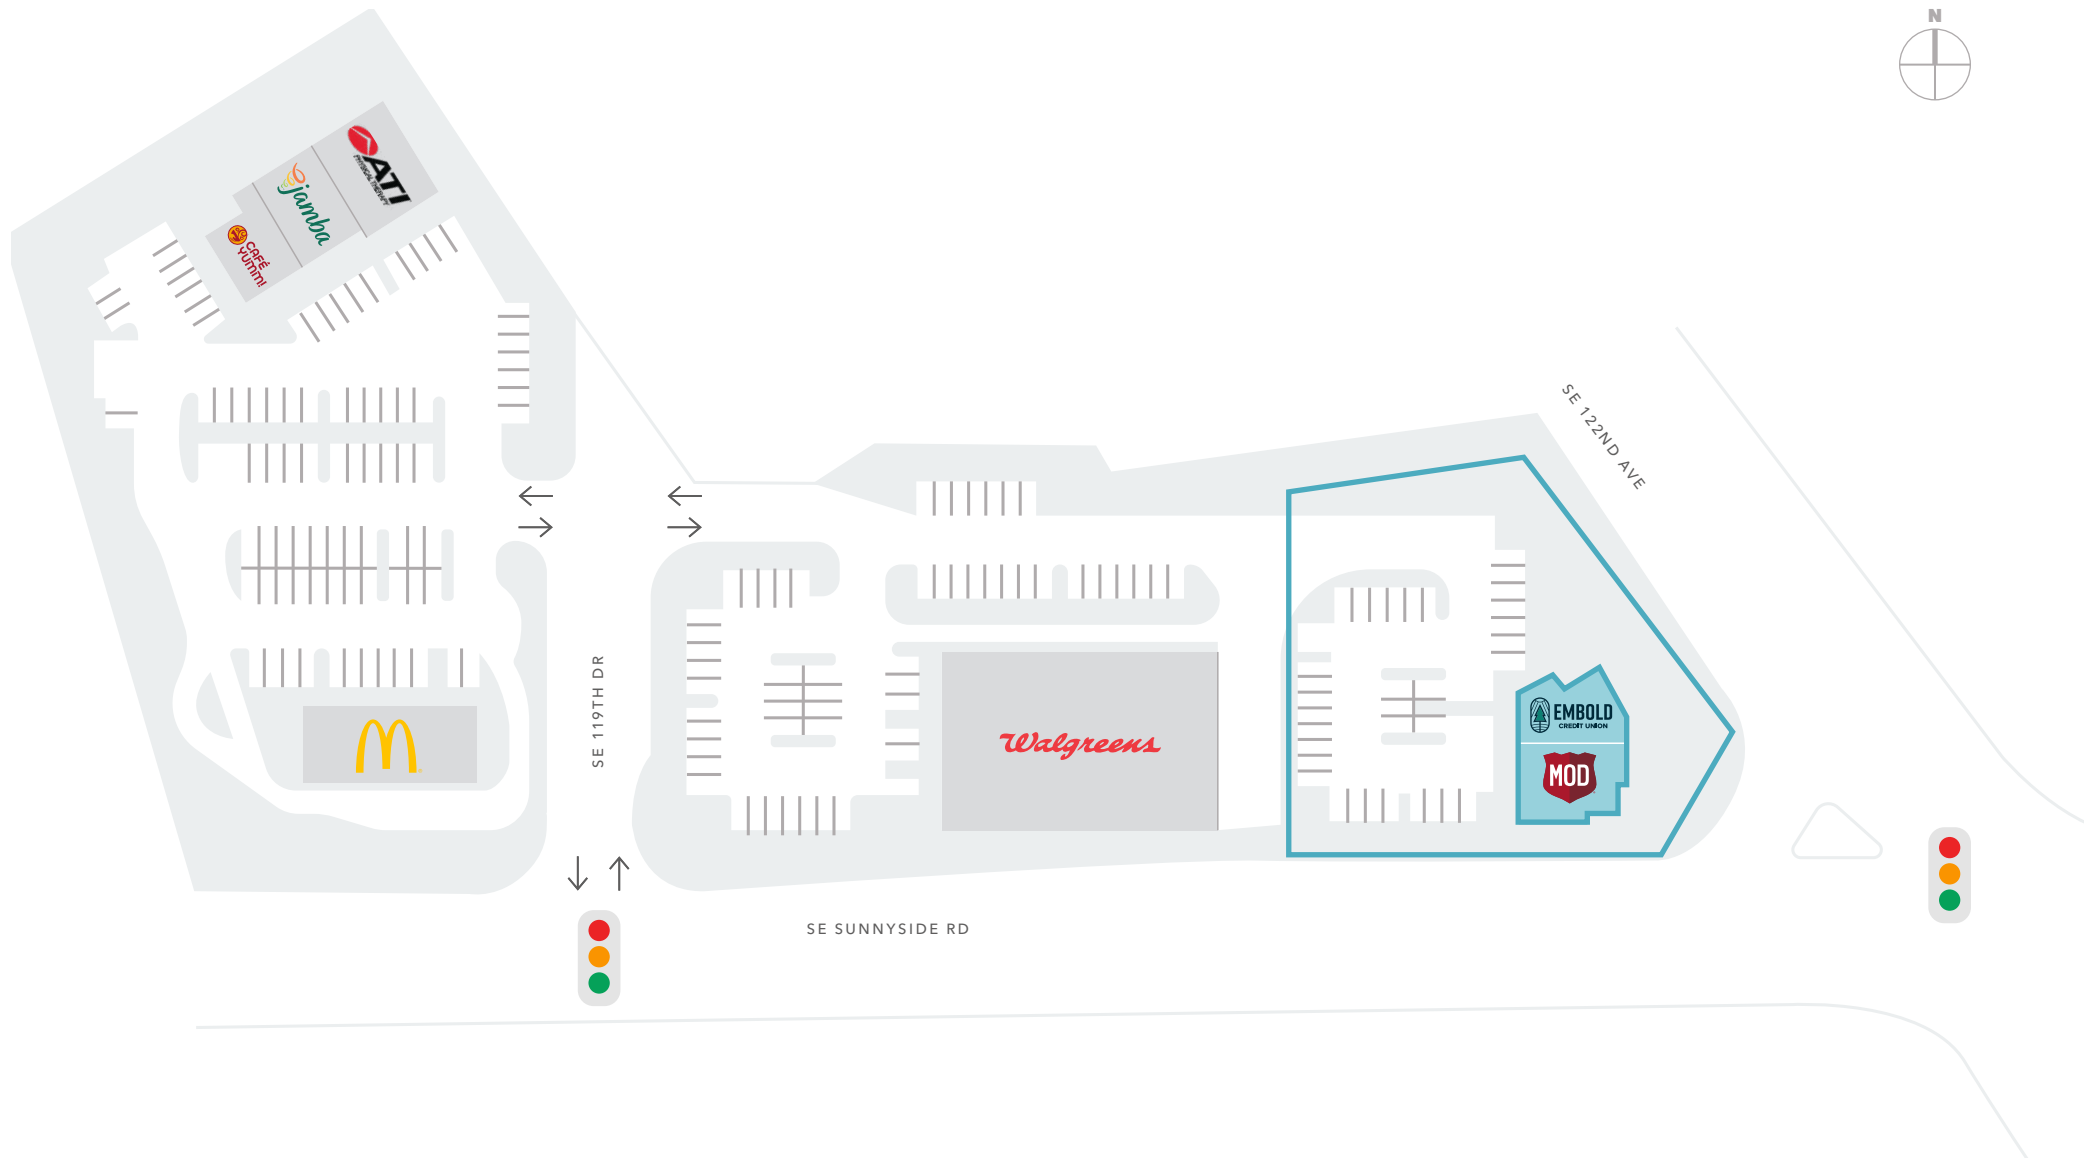 N
ATI
PHYSICAL THERAPY
jamba
CAFÉ
YUMM!
SE 122ND AVE
SE 119TH DR
EMBOLD
CREDIT UNION
MOD
Walgreens
SE SUNNYSIDE RD